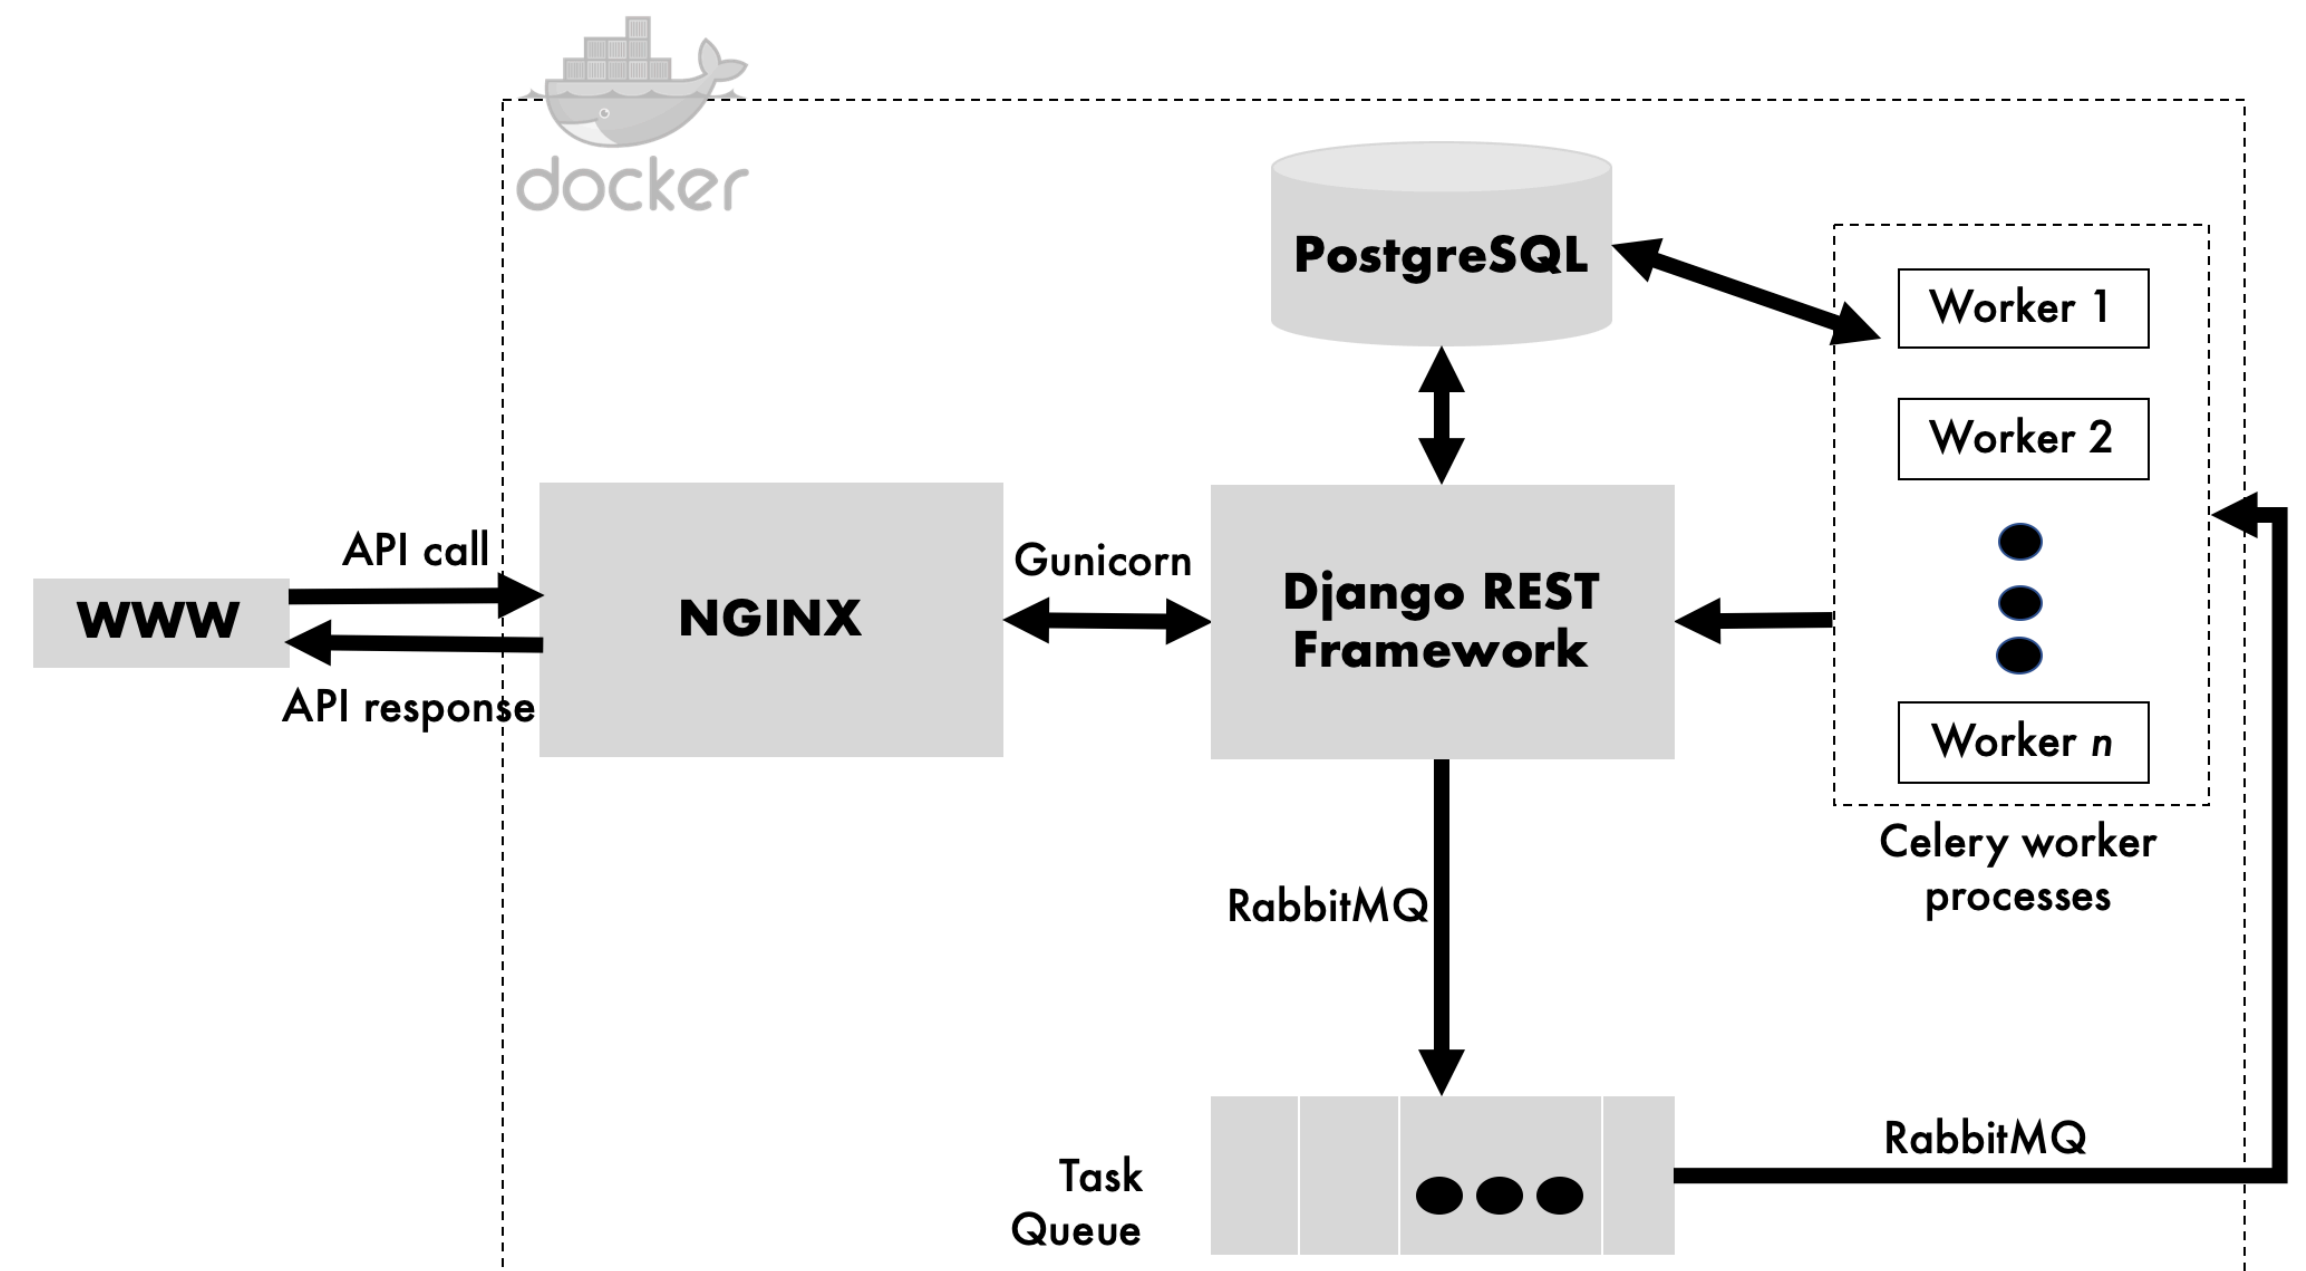 docker
PostgreSQL
Worker 1
Worker 2
API call
Gunicorn
WWW
NGINX
Django REST
Framework
API response
Worker n
Celery worker
processes
RabbitMQ
RabbitMQ
Task
Queue